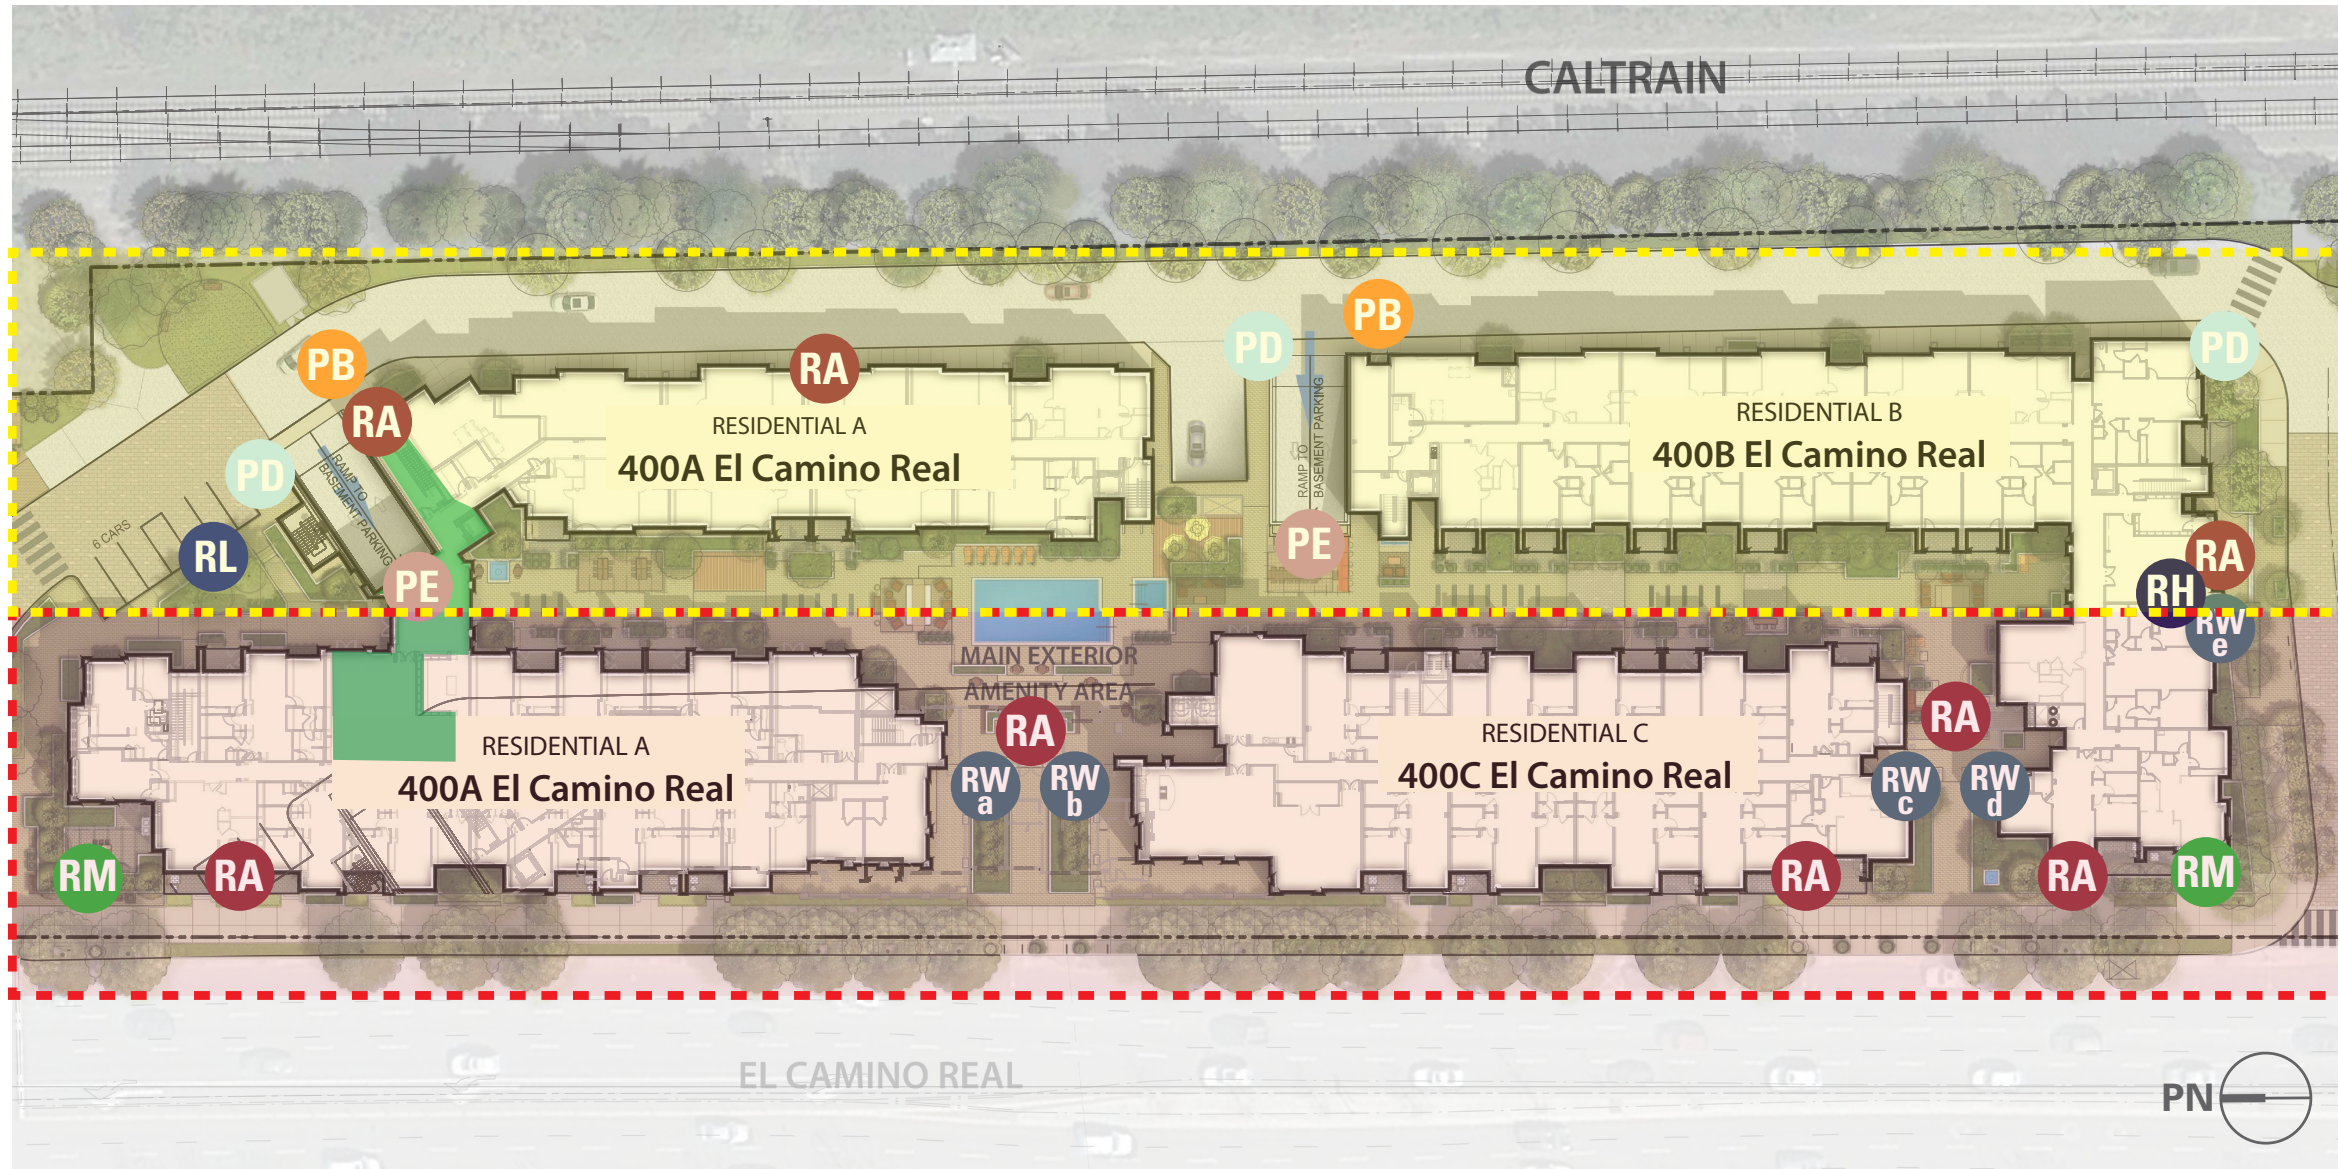 CALTRAIN
PB
PD
PB
PD
RA
RA
RESIDENTIAL A
400A El Camino Real
RESIDENTIAL B
400B El Camino Real
RAMP TO
BASEMENT PARKING
RAMP TO
BASEMENT PARKING
PD
6 CARS
RL
PE
PE
RA
RH
RW
e
MAIN EXTERIOR
AMENITY AREA
RA
RW
a
RW
b
RESIDENTIAL A
400A El Camino Real
RESIDENTIAL C
400C El Camino Real
RA
RW
c
RW
d
RM
RA
RA
RA
RM
EL CAMINO REAL
PN